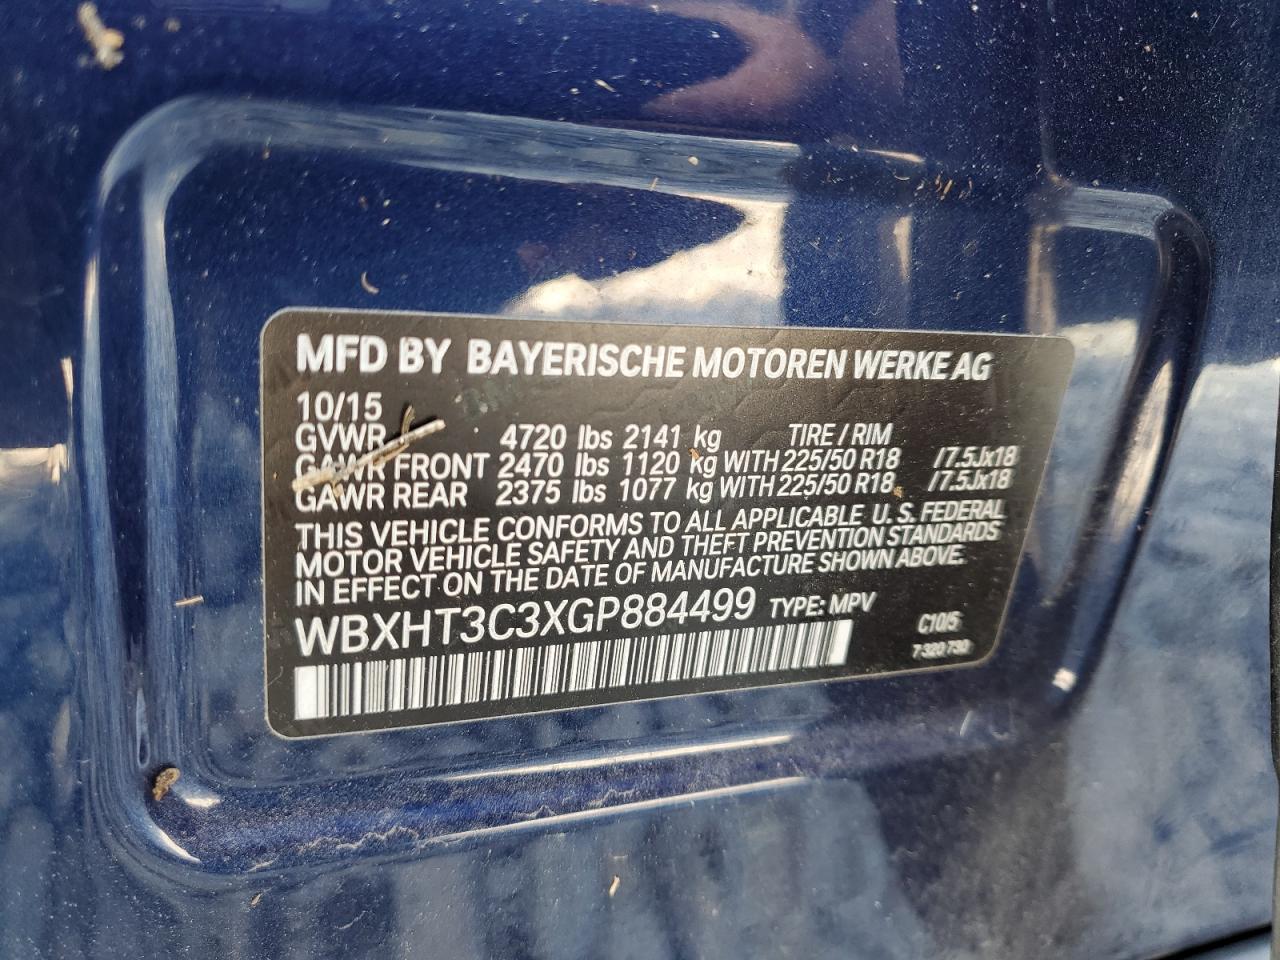 MFD BY BAYERISCHE MOTOREN WERKE AG
10/15
GVWR 4720 lbs 2141 kg TIRE / RIM
GAWR FRONT 2470 lbs 1120 kg WITH 225/50 R18 /7.5Jx18
GAWR REAR 2375 lbs 1077 kg WITH 225/50 R18 /7.5Jx18
THIS VEHICLE CONFORMS TO ALL APPLICABLE U. S. FEDERAL
MOTOR VEHICLE SAFETY AND THEFT PREVENTION STANDARDS
IN EFFECT ON THE DATE OF MANUFACTURE SHOWN ABOVE.
WBXHT3C3XGP884499 TYPE: MPV
C10/5
7 320 730